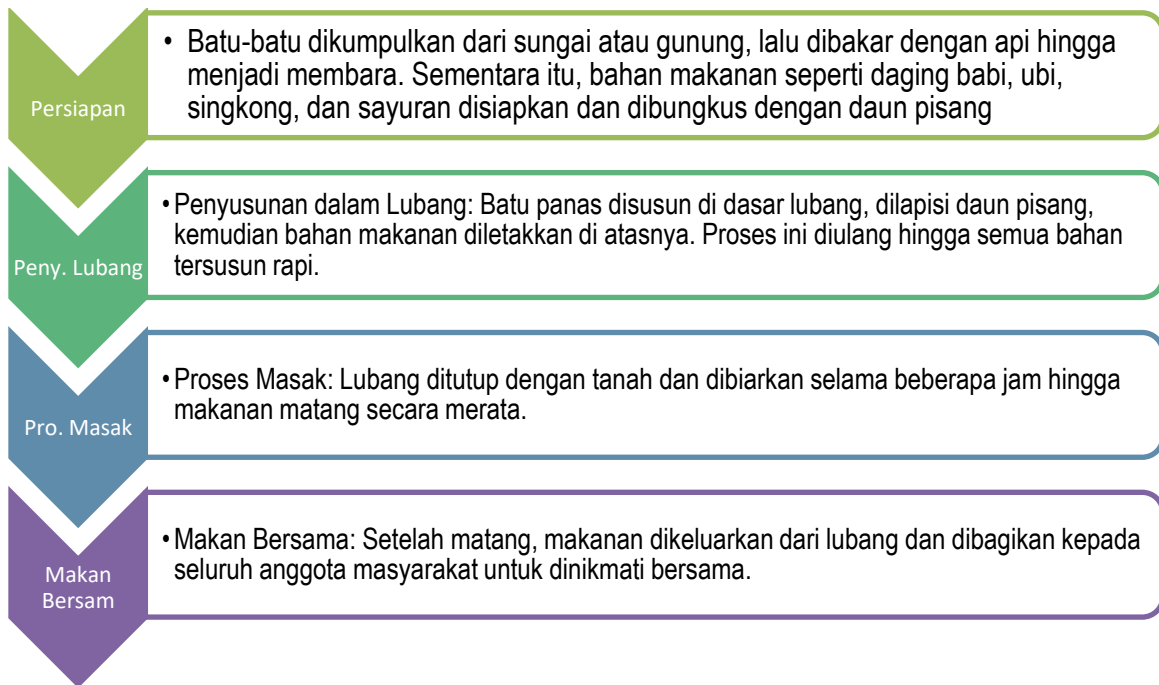 Persiapan
• Batu-batu dikumpulkan dari sungai atau gunung, lalu dibakar dengan api hingga
menjadi membara. Sementara itu, bahan makanan seperti daging babi, ubi,
singkong, dan sayuran disiapkan dan dibungkus dengan daun pisang
Peny. Lubang
•Penyusunan dalam Lubang: Batu panas disusun di dasar lubang, dilapisi daun pisang,
kemudian bahan makanan diletakkan di atasnya. Proses ini diulang hingga semua bahan
tersusun rapi.
Pro. Masak
•Proses Masak: Lubang ditutup dengan tanah dan dibiarkan selama beberapa jam hingga
makanan matang secara merata.
Makan
Bersam
•Makan Bersama: Setelah matang, makanan dikeluarkan dari lubang dan dibagikan kepada
seluruh anggota masyarakat untuk dinikmati bersama.